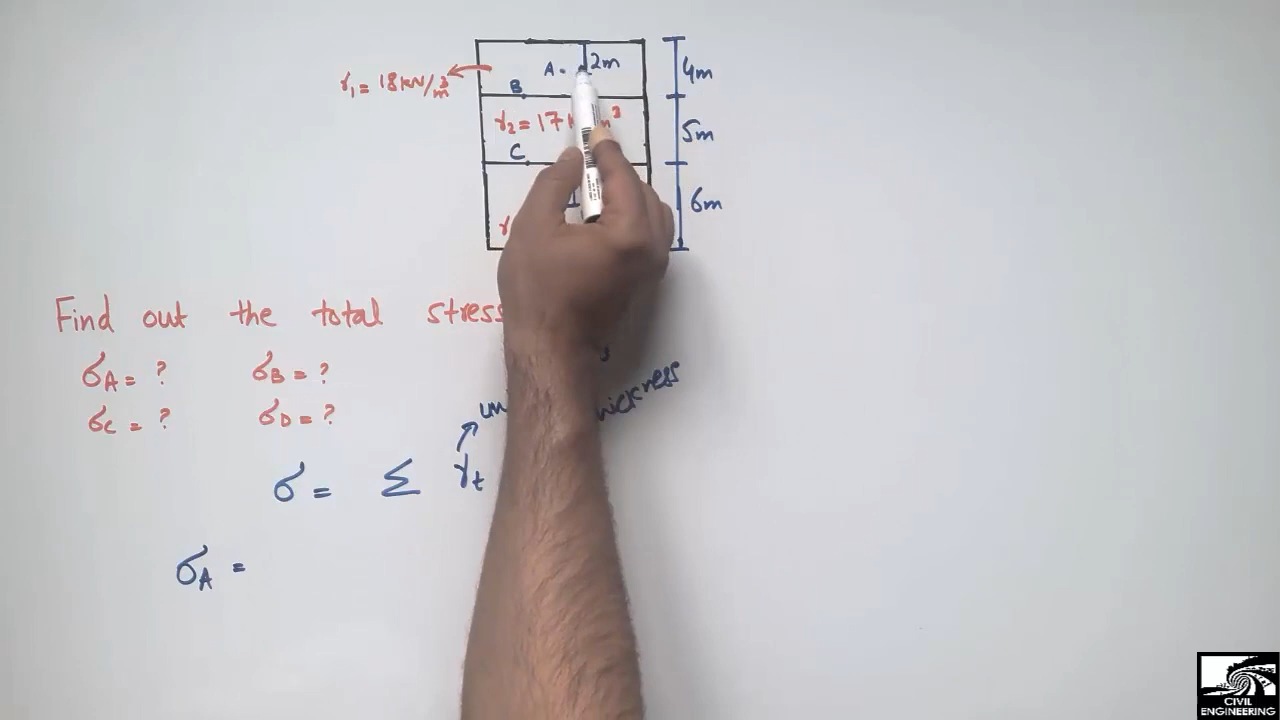 A. 2m 4m
γ₁ = 18 kN/m³
B
γ₂ = 17 m³ 5m
C
γ 6m
Find out the total stress
σA = ? σB = ?
σC = ? σD = ?
σ = Σ γt
σA =
CIVIL
ENGINEERING